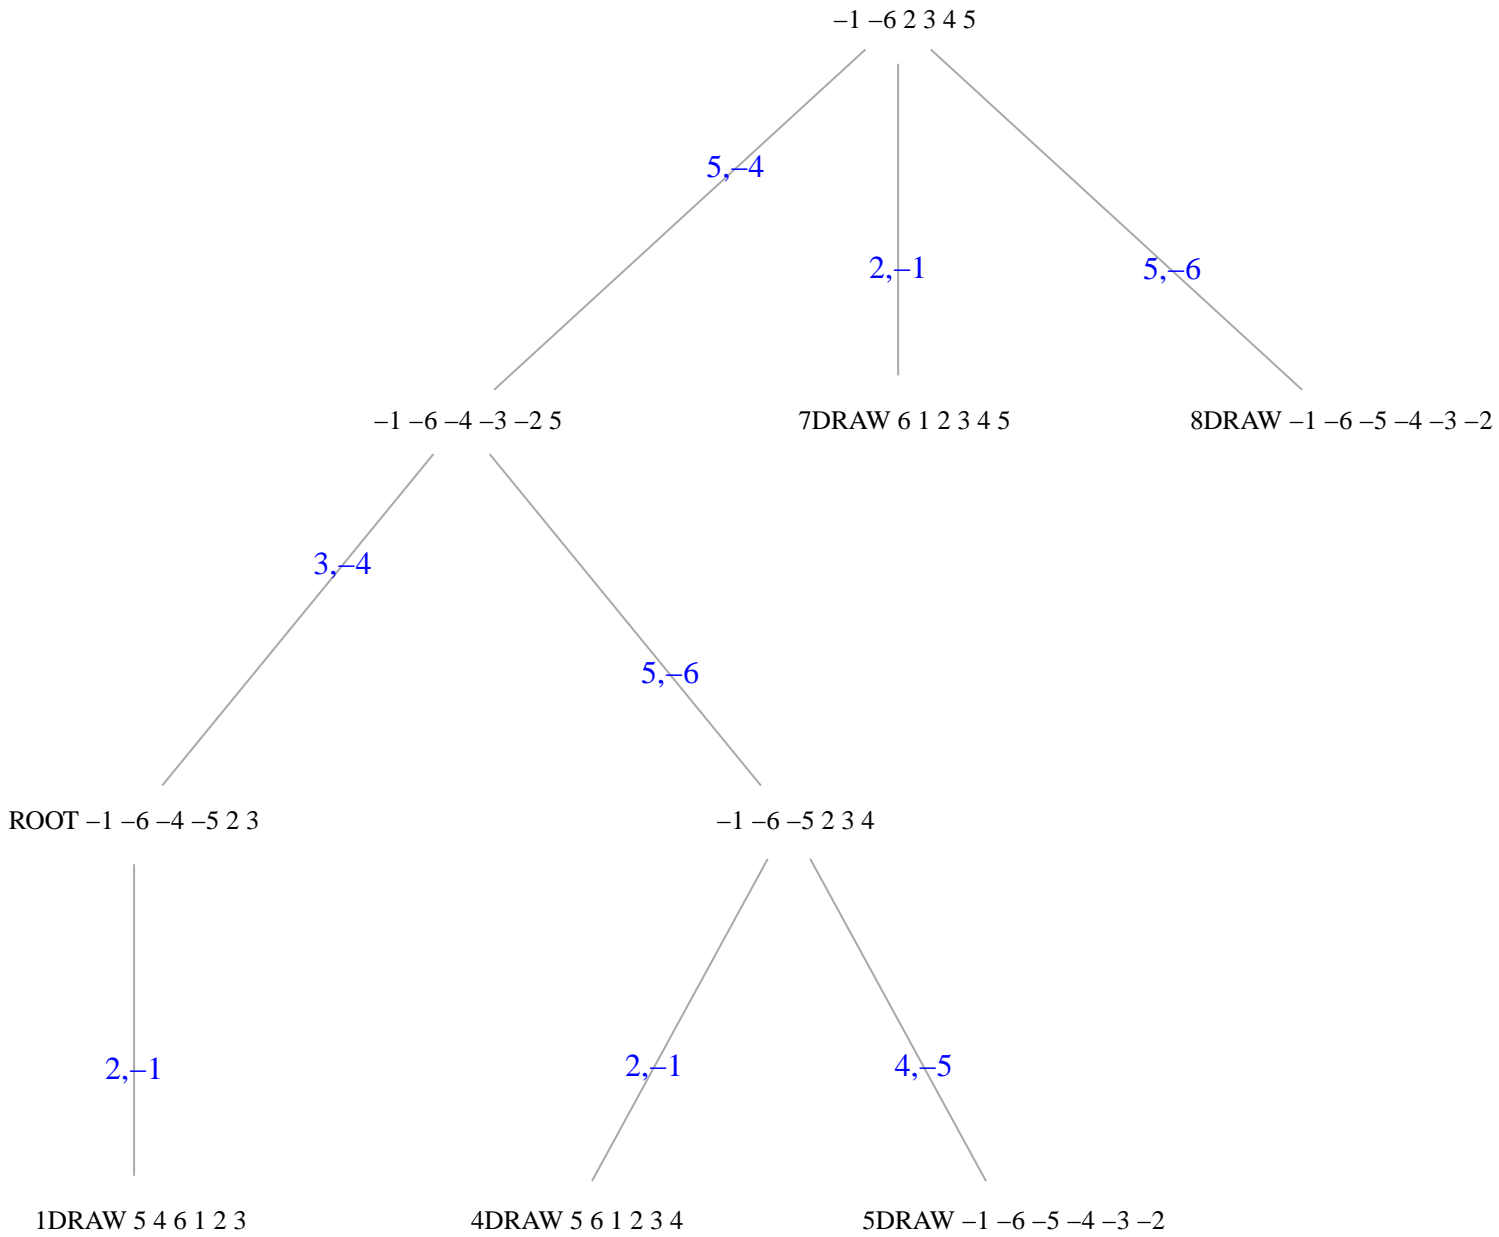 –1 –6 2 3 4 5
5,–4
2,–1
5,–6
–1 –6 –4 –3 –2 5
7DRAW 6 1 2 3 4 5
8DRAW –1 –6 –5 –4 –3 –2
3,–4
5,–6
ROOT –1 –6 –4 –5 2 3
–1 –6 –5 2 3 4
2,–1
2,–1
4,–5
1DRAW 5 4 6 1 2 3
4DRAW 5 6 1 2 3 4
5DRAW –1 –6 –5 –4 –3 –2